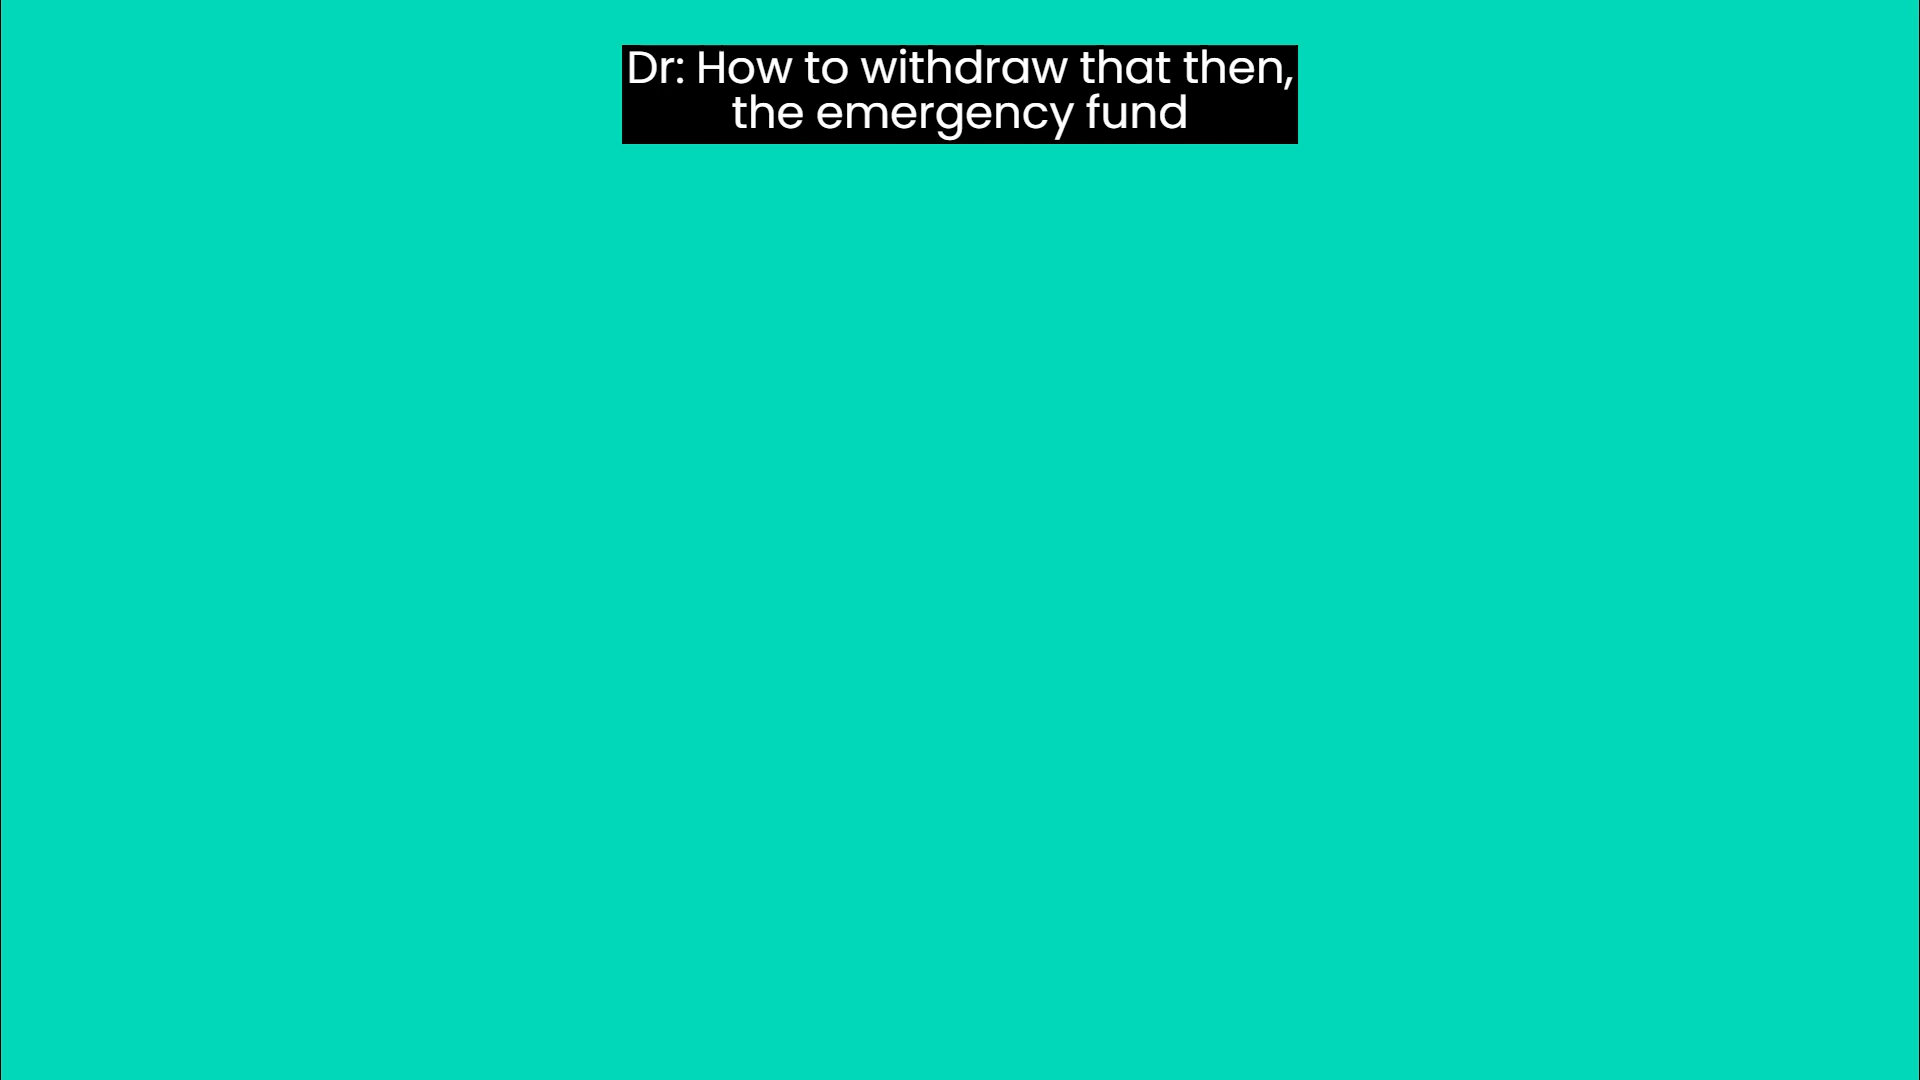 Dr: How to withdraw that then,
the emergency fund